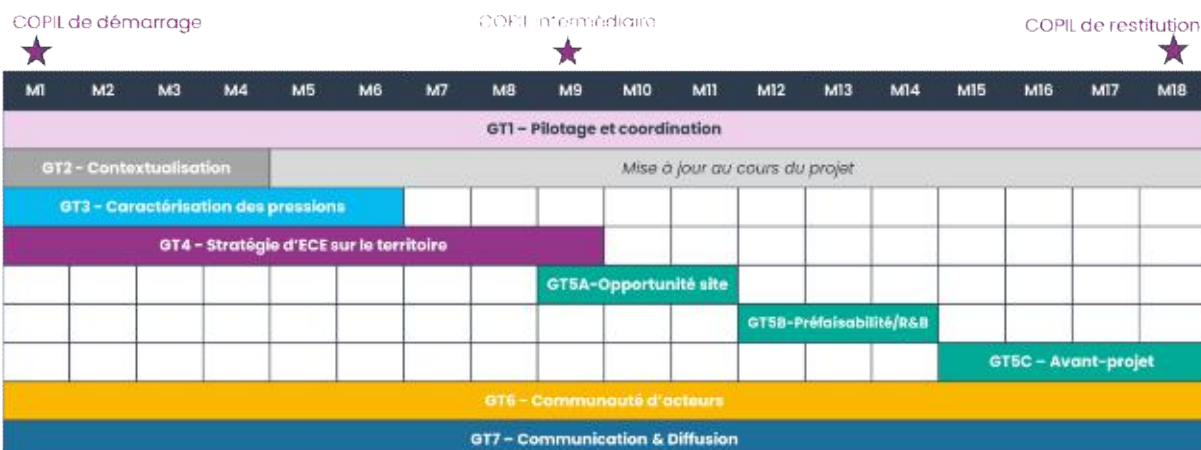 COPIL de démarrage
COPIL intermédiaire
COPIL de restitution
M1 M2 M3 M4 M5 M6 M7 M8 M9 M10 M11 M12 M13 M14 M15 M16 M17 M18
GT1 – Pilotage et coordination
GT2 - Contextualisation
Mise à jour au cours du projet
GT3 - Caractérisation des pressions
GT4 - Stratégie d'ECE sur le territoire
GT5A-Opportunité site
GT5B-Préfaisabilité/R&B
GT5C – Avant-projet
GT6 – Communauté d'acteurs
GT7 – Communication & Diffusion